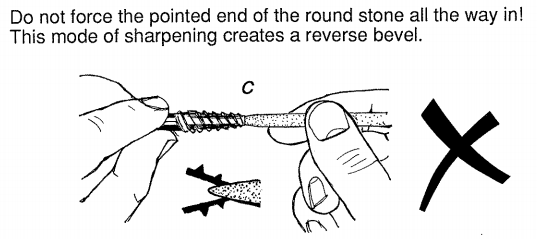 Do not force the pointed end of the round stone all the way in!
This mode of sharpening creates a reverse bevel.
C